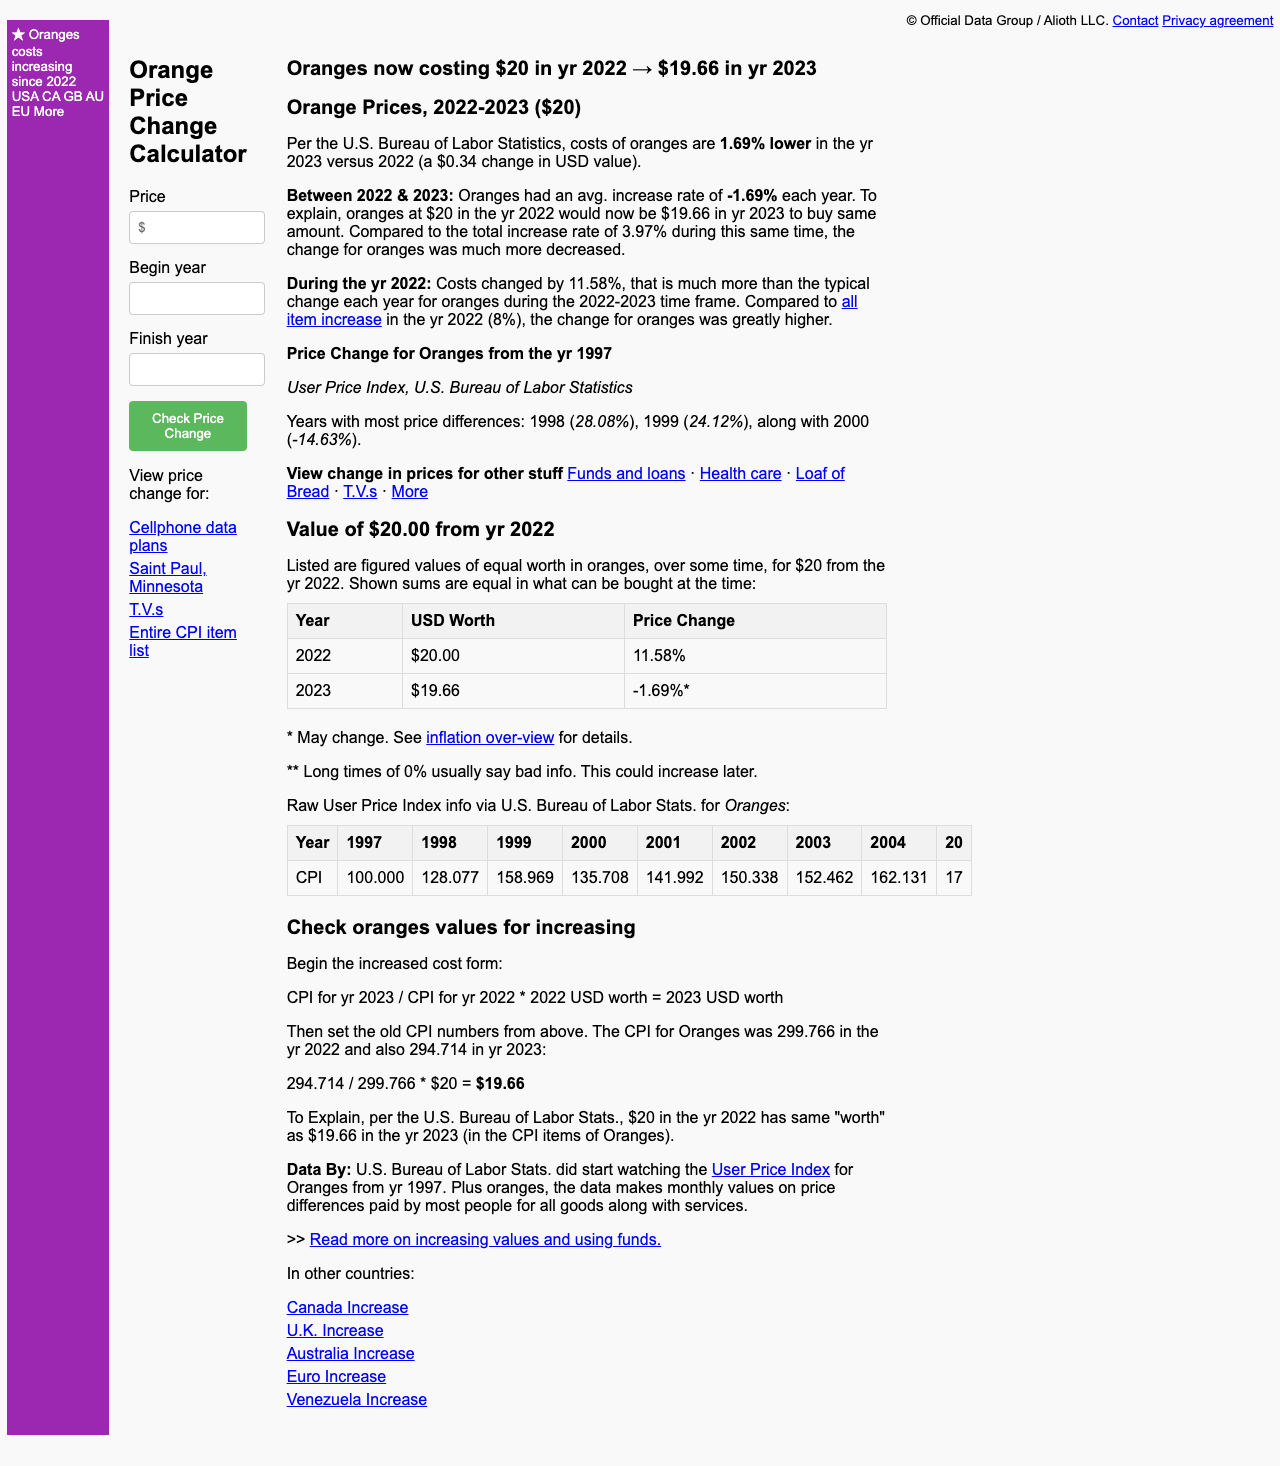 © Official Data Group / Alioth LLC. Contact Privacy agreement
★ Oranges
costs
increasing
since 2022
USA CA GB AU
EU More
Orange
Price
Change
Calculator
Price
$
Begin year
Finish year
Check Price
Change
View price
change for:
Cellphone data
plans
Saint Paul,
Minnesota
T.V.s
Entire CPI item
list
Oranges now costing $20 in yr 2022 → $19.66 in yr 2023
Orange Prices, 2022-2023 ($20)
Per the U.S. Bureau of Labor Statistics, costs of oranges are 1.69% lower in the yr
2023 versus 2022 (a $0.34 change in USD value).
Between 2022 & 2023: Oranges had an avg. increase rate of -1.69% each year. To
explain, oranges at $20 in the yr 2022 would now be $19.66 in yr 2023 to buy same
amount. Compared to the total increase rate of 3.97% during this same time, the
change for oranges was much more decreased.
During the yr 2022: Costs changed by 11.58%, that is much more than the typical
change each year for oranges during the 2022-2023 time frame. Compared to all
item increase in the yr 2022 (8%), the change for oranges was greatly higher.
Price Change for Oranges from the yr 1997
User Price Index, U.S. Bureau of Labor Statistics
Years with most price differences: 1998 (28.08%), 1999 (24.12%), along with 2000
(-14.63%).
View change in prices for other stuff Funds and loans · Health care · Loaf of
Bread · T.V.s · More
Value of $20.00 from yr 2022
Listed are figured values of equal worth in oranges, over some time, for $20 from the
yr 2022. Shown sums are equal in what can be bought at the time:
Year USD Worth Price Change
2022 $20.00 11.58%
2023 $19.66 -1.69%*
* May change. See inflation over-view for details.
** Long times of 0% usually say bad info. This could increase later.
Raw User Price Index info via U.S. Bureau of Labor Stats. for Oranges:
Year 1997 1998 1999 2000 2001 2002 2003 2004 20
CPI 100.000 128.077 158.969 135.708 141.992 150.338 152.462 162.131 17
Check oranges values for increasing
Begin the increased cost form:
CPI for yr 2023 / CPI for yr 2022 * 2022 USD worth = 2023 USD worth
Then set the old CPI numbers from above. The CPI for Oranges was 299.766 in the
yr 2022 and also 294.714 in yr 2023:
294.714 / 299.766 * $20 = $19.66
To Explain, per the U.S. Bureau of Labor Stats., $20 in the yr 2022 has same "worth"
as $19.66 in the yr 2023 (in the CPI items of Oranges).
Data By: U.S. Bureau of Labor Stats. did start watching the User Price Index for
Oranges from yr 1997. Plus oranges, the data makes monthly values on price
differences paid by most people for all goods along with services.
>> Read more on increasing values and using funds.
In other countries:
Canada Increase
U.K. Increase
Australia Increase
Euro Increase
Venezuela Increase